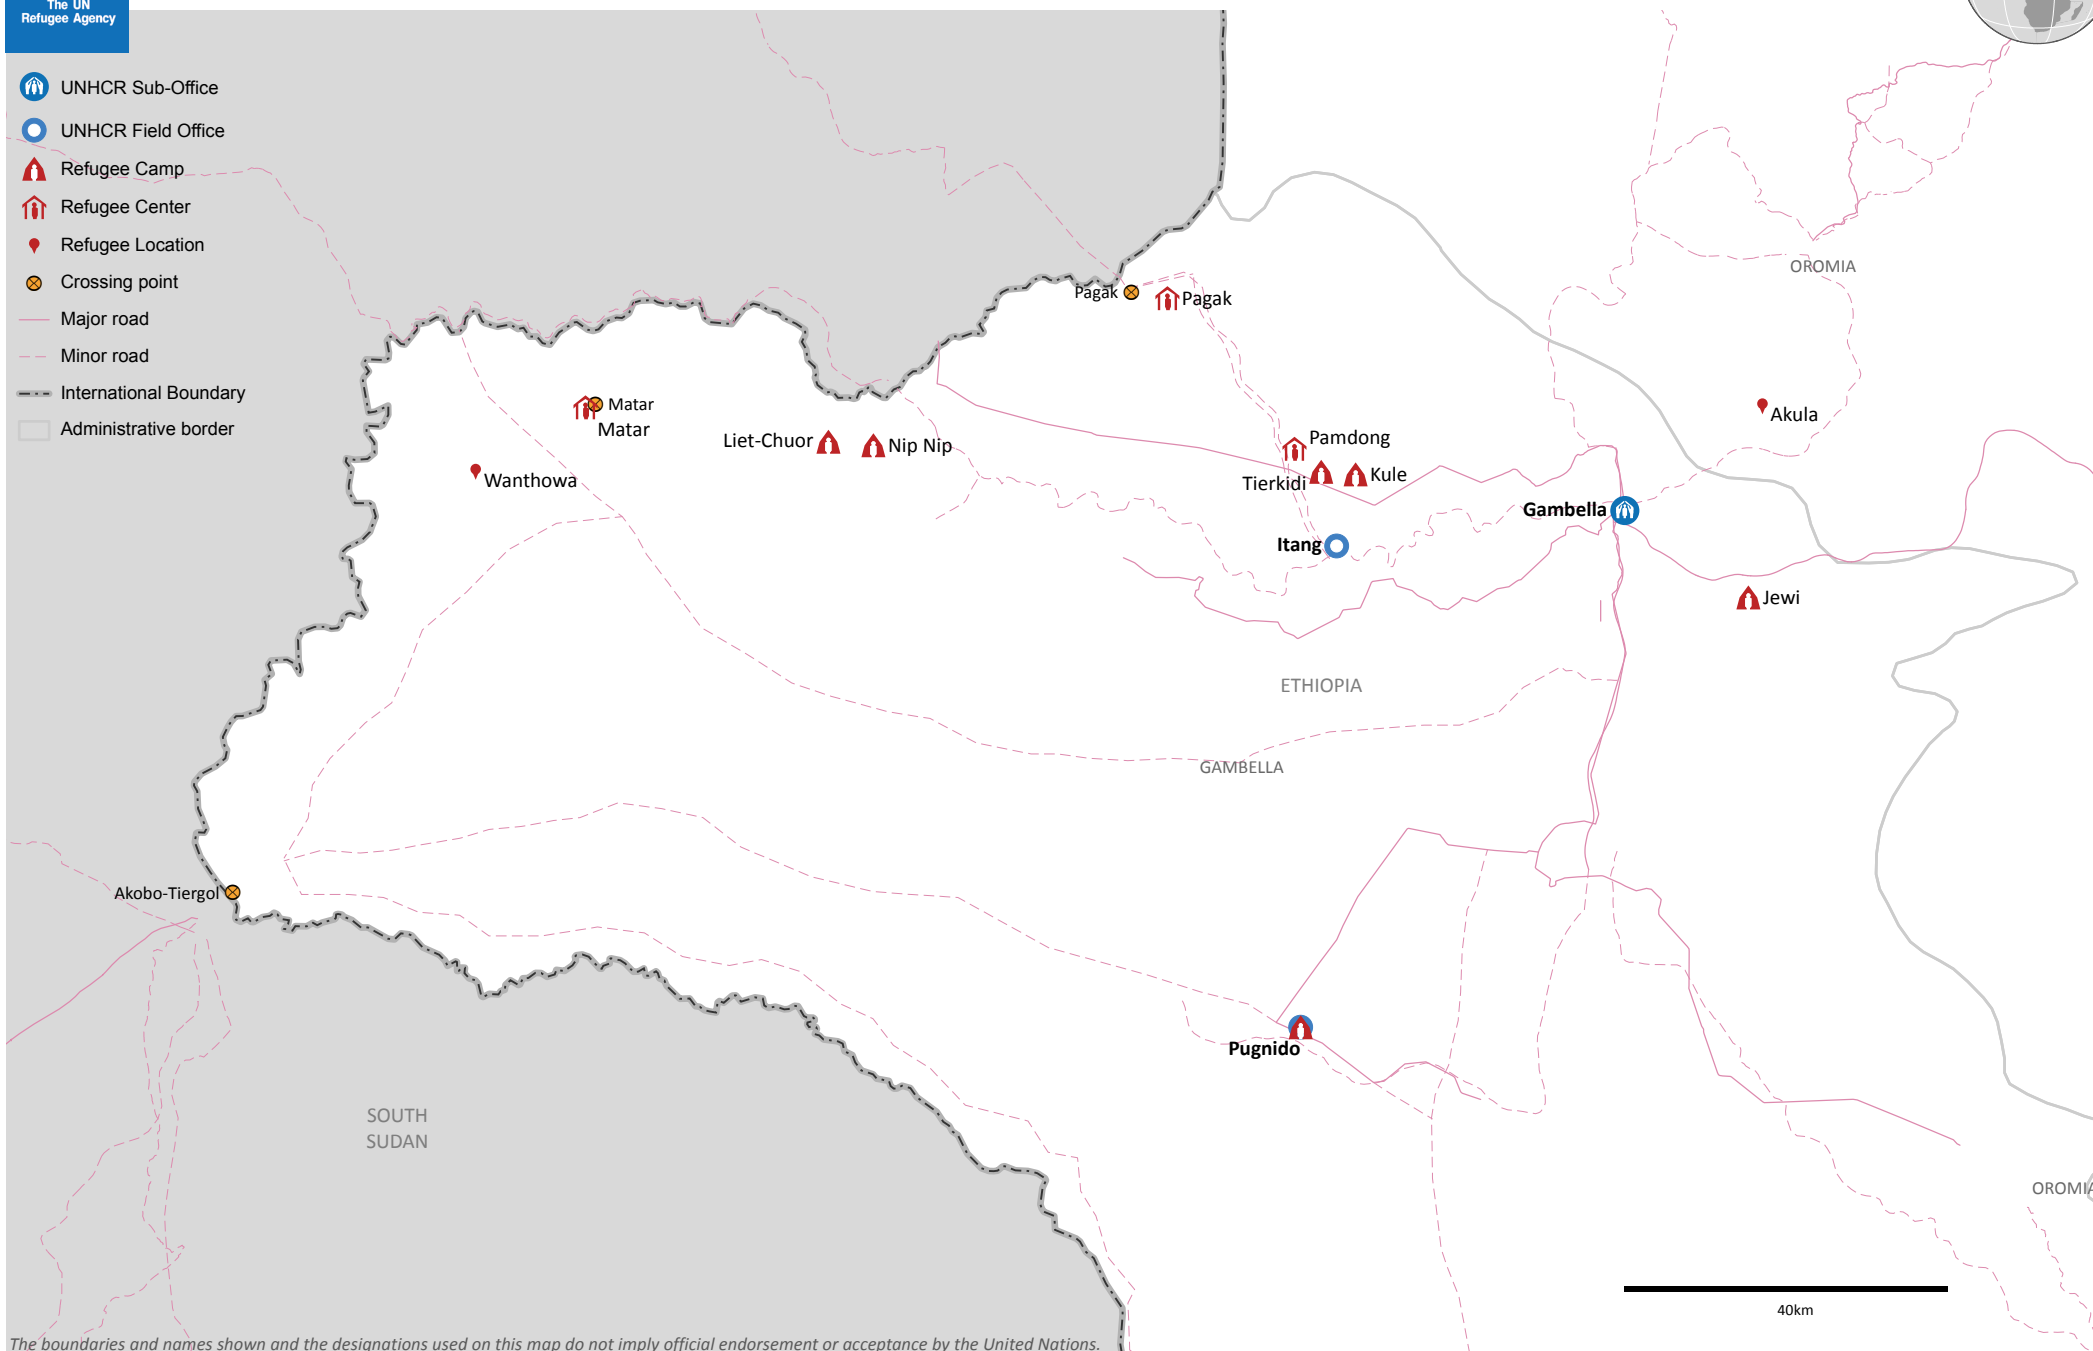 The UN
Refugee Agency
UNHCR Sub-Office
UNHCR Field Office
Refugee Camp
Refugee Center
Refugee Location
Crossing point
Major road
Minor road
International Boundary
Administrative border
OROMIA
Pagak
Pagak
Matar
Matar
Akula
Liet-Chuor
Nip Nip
Pamdong
Wanthowa
Tierkidi
Kule
Gambella
Itang
Jewi
ETHIOPIA
GAMBELLA
Akobo-Tiergol
Pugnido
SOUTH
SUDAN
OROMIA
40km
The boundaries and names shown and the designations used on this map do not imply official endorsement or acceptance by the United Nations.